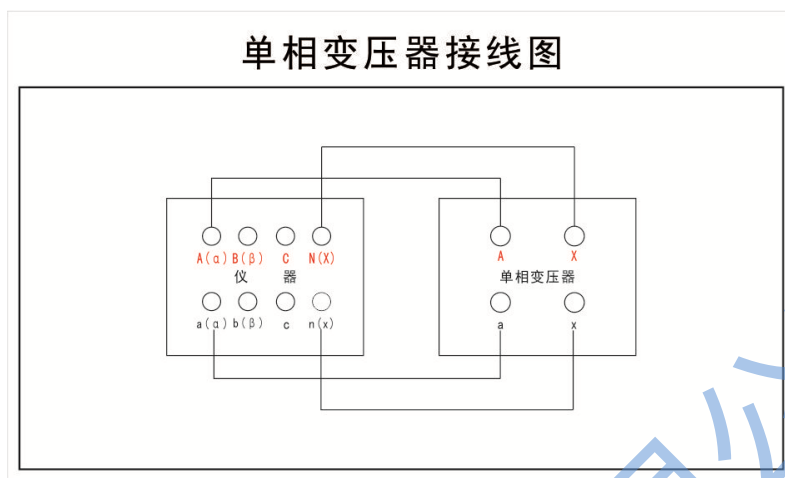 单相变压器接线图
A(α) B(β) C N(X)
仪 器
a(α) b(β) c n(x)
A X
单相变压器
a x